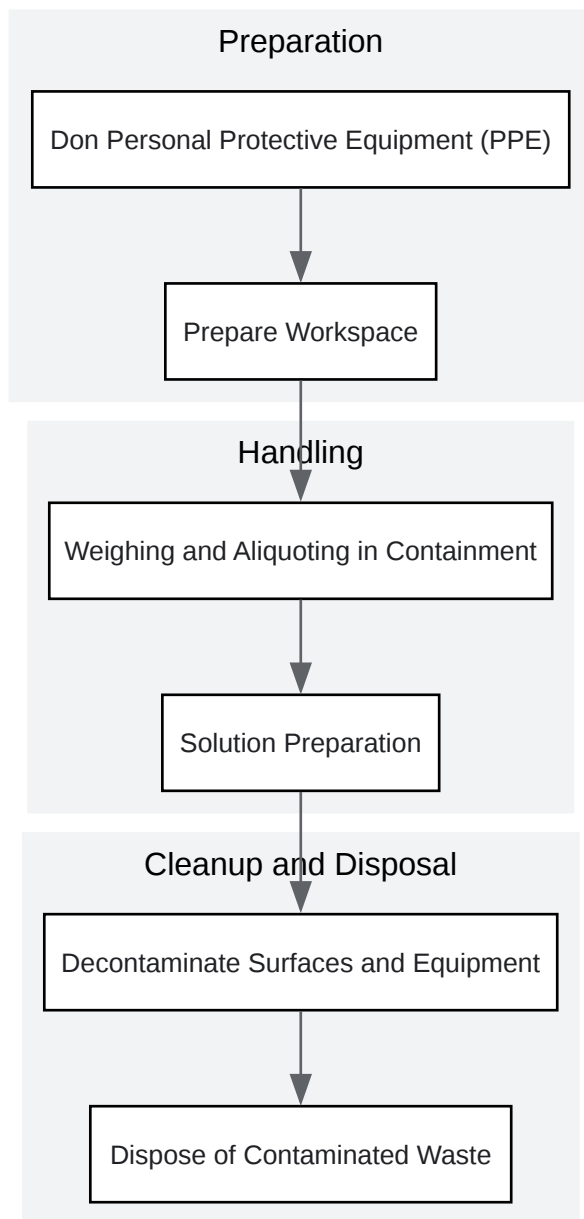 Preparation
Don Personal Protective Equipment (PPE)
Prepare Workspace
Handling
Weighing and Aliquoting in Containment
Solution Preparation
Cleanup and Disposal
Decontaminate Surfaces and Equipment
Dispose of Contaminated Waste